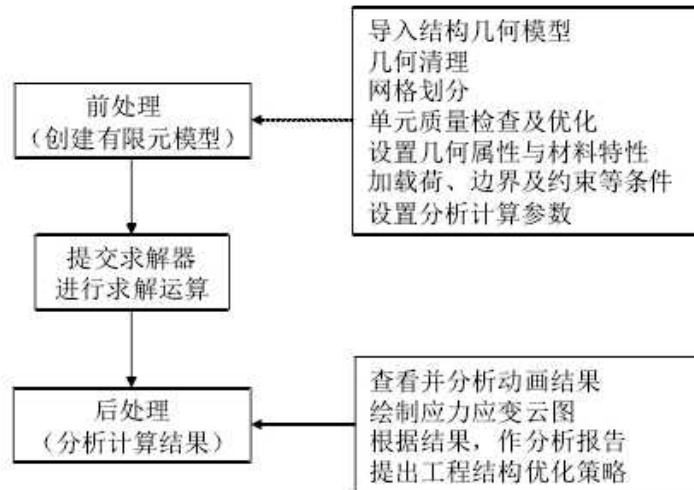 导入结构几何模型
几何清理
网格划分
单元质量检查及优化
设置几何属性与材料特性
加载荷、边界及约束等条件
设置分析计算参数
前处理
（创建有限元模型）
提交求解器
进行求解运算
后处理
（分析计算结果）
查看并分析动画结果
绘制应力应变云图
根据结果，作分析报告
提出工程结构优化策略